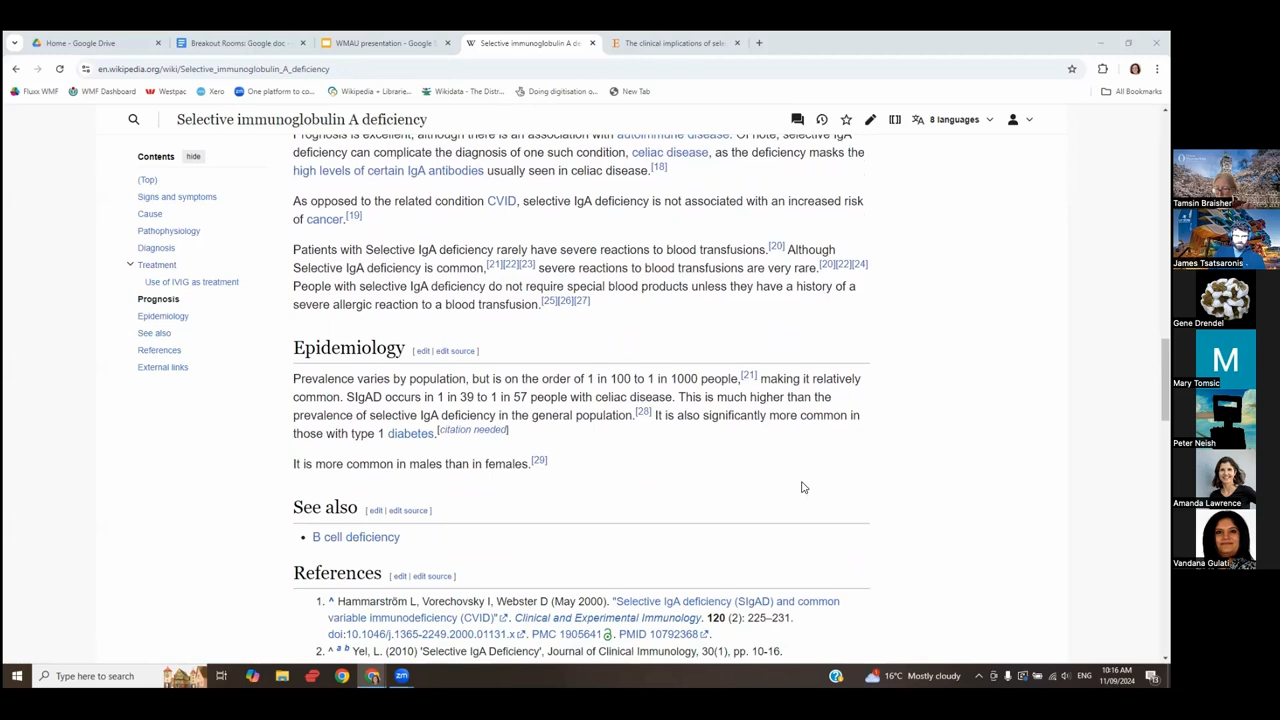 Home - Google Drive
Breakout Rooms: Google doc -
WMAU presentation - Google S
Selective immunoglobulin A de
The clinical implications of sele
en.wikipedia.org/wiki/Selective_immunoglobulin_A_deficiency
Fluxx WMF
WMF Dashboard
Westpac
Xero
One platform to co...
Wikipedia + Librarie...
Wikidata - The Distr...
Doing digitisation o...
New Tab
All Bookmarks
Selective immunoglobulin A deficiency
8 languages
Contents hide
(Top)
Signs and symptoms
Cause
Pathophysiology
Diagnosis
Treatment
Use of IVIG as treatment
Prognosis
Epidemiology
See also
References
External links
Prognosis is excellent, although there is an association with autoimmune disease. Of note, selective IgA
deficiency can complicate the diagnosis of one such condition, celiac disease, as the deficiency masks the
high levels of certain IgA antibodies usually seen in celiac disease.[18]
As opposed to the related condition CVID, selective IgA deficiency is not associated with an increased risk
of cancer.[19]
Patients with Selective IgA deficiency rarely have severe reactions to blood transfusions.[20] Although
Selective IgA deficiency is common,[21][22][23] severe reactions to blood transfusions are very rare.[20][22][24]
People with selective IgA deficiency do not require special blood products unless they have a history of a
severe allergic reaction to a blood transfusion.[25][26][27]
Epidemiology [ edit | edit source ]
Prevalence varies by population, but is on the order of 1 in 100 to 1 in 1000 people,[21] making it relatively
common. SIgAD occurs in 1 in 39 to 1 in 57 people with celiac disease. This is much higher than the
prevalence of selective IgA deficiency in the general population.[28] It is also significantly more common in
those with type 1 diabetes.[citation needed]
It is more common in males than in females.[29]
See also [ edit | edit source ]
• B cell deficiency
References [ edit | edit source ]
1. ^ Hammarström L, Vorechovsky I, Webster D (May 2000). "Selective IgA deficiency (SIgAD) and common
variable immunodeficiency (CVID)". Clinical and Experimental Immunology. 120 (2): 225–231.
doi:10.1046/j.1365-2249.2000.01131.x. PMC 1905641. PMID 10792368.
2. ^ a b Yel, L. (2010) 'Selective IgA Deficiency', Journal of Clinical Immunology, 30(1), pp. 10-16.
Tamsin Braisher
James Tsatsaronis
Gene Drendel
M
Mary Tomsic
Peter Neish
Amanda Lawrence
Vandana Gulati
Type here to search
16°C Mostly cloudy
ENG
10:16 AM
11/09/2024